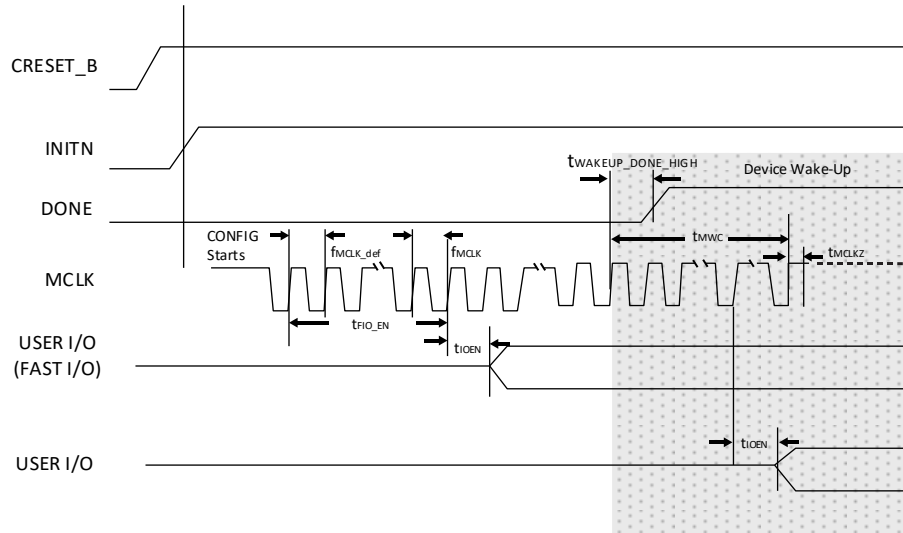 CRESET_B
INITN
tWAKEUP_DONE_HIGH
Device Wake-Up
DONE
CONFIG
Starts
fMCLK_def
fMCLK
tMWC
tMCLKZ
MCLK
tFIO_EN
USER I/O
(FAST I/O)
tIOEN
USER I/O
tIOEN